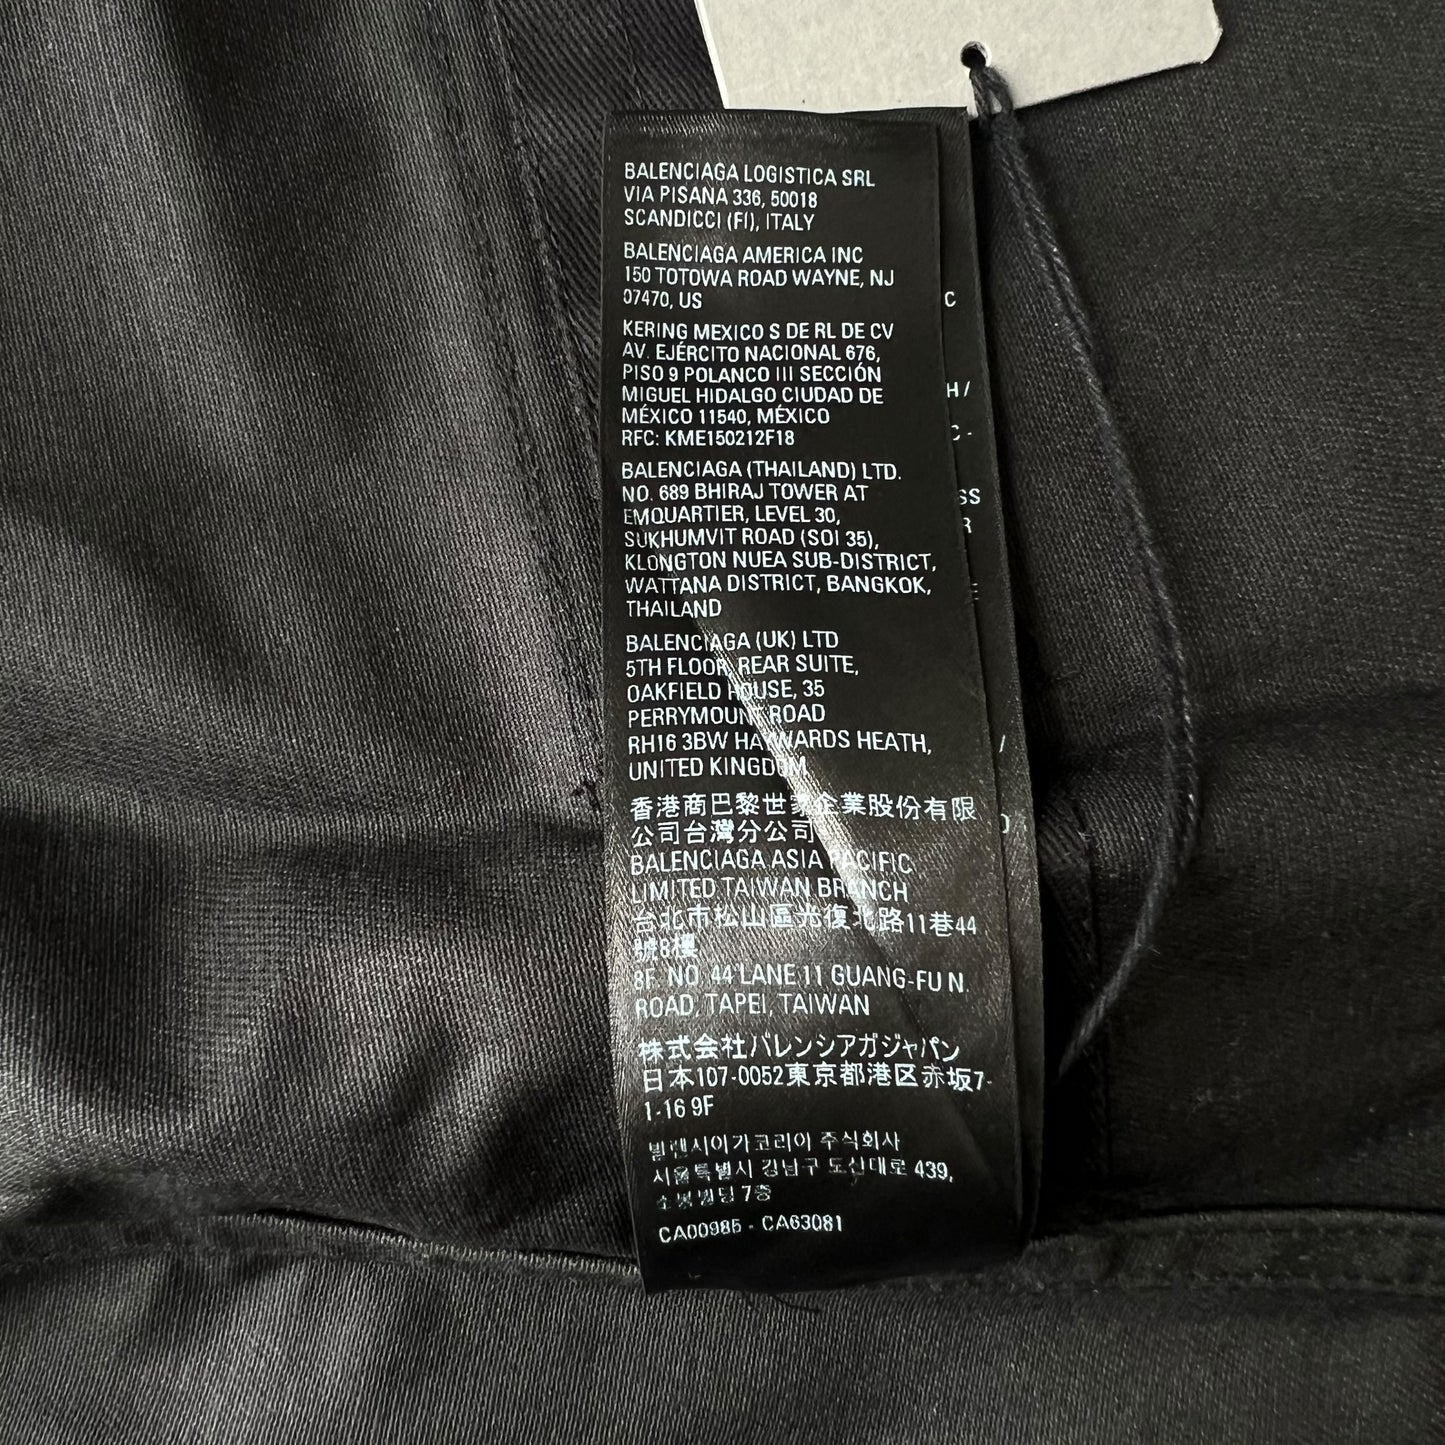 BALENCIAGA LOGISTICA SRL
VIA PISANA 336, 50018
SCANDICCI (FI), ITALY
BALENCIAGA AMERICA INC
150 TOTOWA ROAD WAYNE, NJ
07470, US
KERING MEXICO S DE RL DE CV
AV. EJÉRCITO NACIONAL 676,
PISO 9 POLANCO III SECCIÓN
MIGUEL HIDALGO CIUDAD DE
MÉXICO 11540, MÉXICO
RFC: KME150212F18
BALENCIAGA (THAILAND) LTD.
NO. 689 BHIRAJ TOWER AT
EMQUARTIER, LEVEL 30,
SUKHUMVIT ROAD (SOI 35),
KLONGTON NUEA SUB-DISTRICT,
WATTANA DISTRICT, BANGKOK,
THAILAND
BALENCIAGA (UK) LTD
5TH FLOOR, REAR SUITE,
OAKFIELD HOUSE, 35
PERRYMOUNT ROAD
RH16 3BW HAYWARDS HEATH,
UNITED KINGDOM
香港商巴黎世家企業股份有限
公司台灣分公司
BALENCIAGA ASIA PACIFIC
LIMITED TAIWAN BRANCH
台北市松山區光復北路11巷44
號8樓
8F. NO. 44 LANE 11 GUANG-FU N.
ROAD, TAPEI, TAIWAN
株式会社バレンシアガジャパン
日本107-0052東京都港区赤坂7-
1-16 9F
발렌시아가코리아 주식회사
서울특별시 강남구 도산대로 439,
7층
CA00985 - CA63081